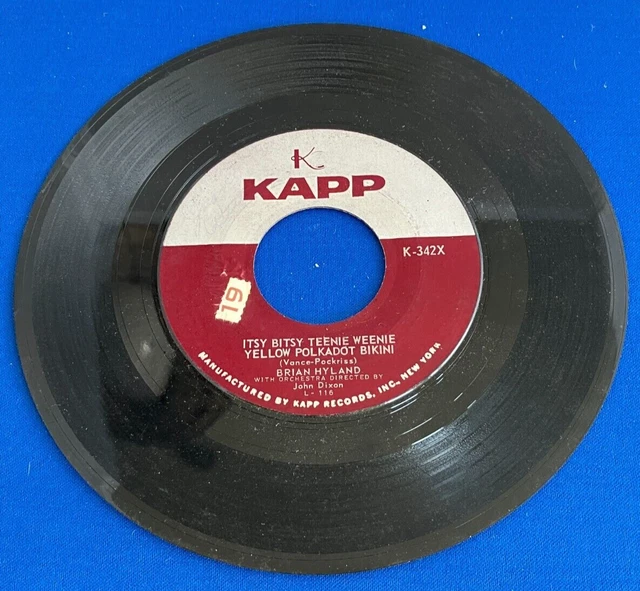 K
KAPP
K-342X
19
ITSY BITSY TEENIE WEENIE
YELLOW POLKADOT BIKINI
(Vance-Pockriss)
BRIAN HYLAND
WITH ORCHESTRA DIRECTED BY
John Dixon
L - 116
MANUFACTURED BY KAPP RECORDS, INC., NEW YORK